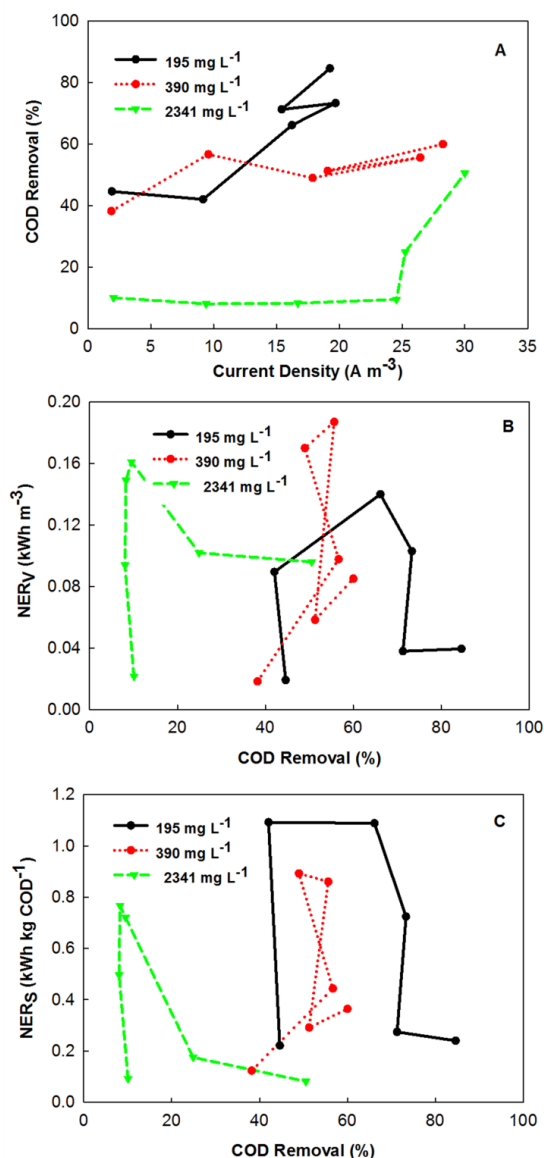 100
A
195 mg L⁻¹
80
390 mg L⁻¹
2341 mg L⁻¹
60
COD Removal (%)
40
20
0
0 5 10 15 20 25 30 35
Current Density (A m⁻³)
0.20
B
195 mg L⁻¹
0.16
390 mg L⁻¹
2341 mg L⁻¹
0.12
NERᵥ (kWh m⁻³)
0.08
0.04
0.00
0 20 40 60 80 100
COD Removal (%)
1.2
C
195 mg L⁻¹
1.0
390 mg L⁻¹
2341 mg L⁻¹
0.8
0.6
NERS (kWh kg COD⁻¹)
0.4
0.2
0.0
0 20 40 60 80 100
COD Removal (%)